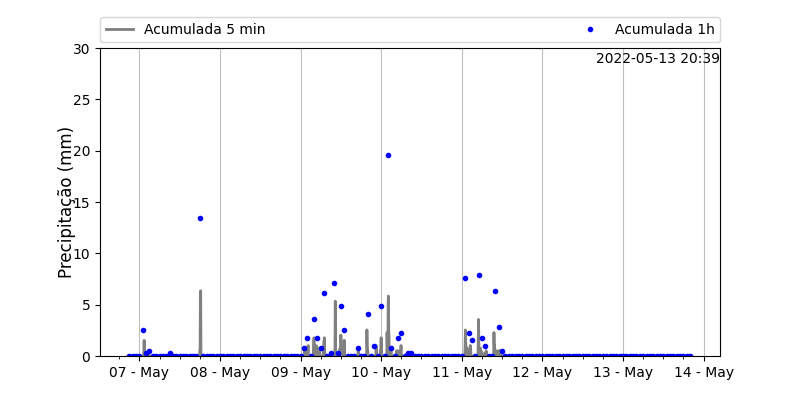 Acumulada 5 min
Acumulada 1h
2022-05-13 20:39
Precipitação (mm)
30
25
20
15
10
5
0
07 - May
08 - May
09 - May
10 - May
11 - May
12 - May
13 - May
14 - May